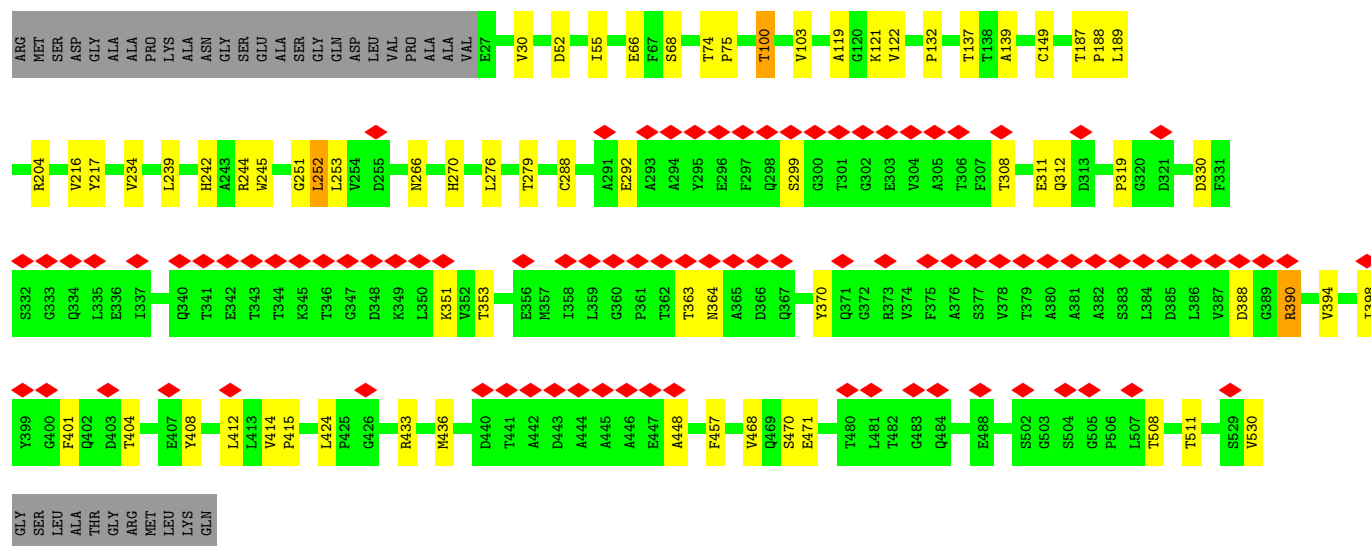 ARG MET SER ASP GLY ALA ALA PRO LYS ALA ASN GLY SER GLU ALA SER GLY GLN ASP LEU VAL PRO ALA ALA VAL E27 V30 D52 I55 E66 F67 S68 T74 P75 T100 V103 A119 G120 K121 V122 P132 T137 T138 A139 C149 T187 P188 L189
R204 V216 Y217 V234 L239 H242 A243 R244 W245 G251 L252 L253 V254 D255 N266 H270 L276 T279 C288 A291 E292 A293 A294 Y295 E296 F297 Q298 S299 G300 T301 G302 E303 V304 A305 T306 F307 T308 E311 Q312 D313 P319 G320 D321 D330 F331
S332 G333 Q334 L335 E336 I337 Q340 T341 E342 T343 T344 K345 T346 G347 D348 K349 L350 K351 V352 T353 E356 M357 I358 L359 G360 P361 T362 T363 N364 A365 D366 Q367 Y370 Q371 G372 R373 V374 F375 A376 S377 V378 T379 A380 A381 A382 S383 L384 D385 L386 V387 D388 G389 R390 V394 I398
Y399 G400 F401 Q402 D403 T404 E407 Y408 L412 L413 V414 P415 L424 P425 G426 R433 M436 D440 T441 A442 D443 A444 A445 A446 E447 A448 F457 V468 Q469 S470 E471 T480 L481 T482 G483 Q484 E488 S502 G503 S504 G505 P506 L507 T508 T511 S529 V530
GLY SER LEU ALA THR GLY ARG MET LEU LYS GLN